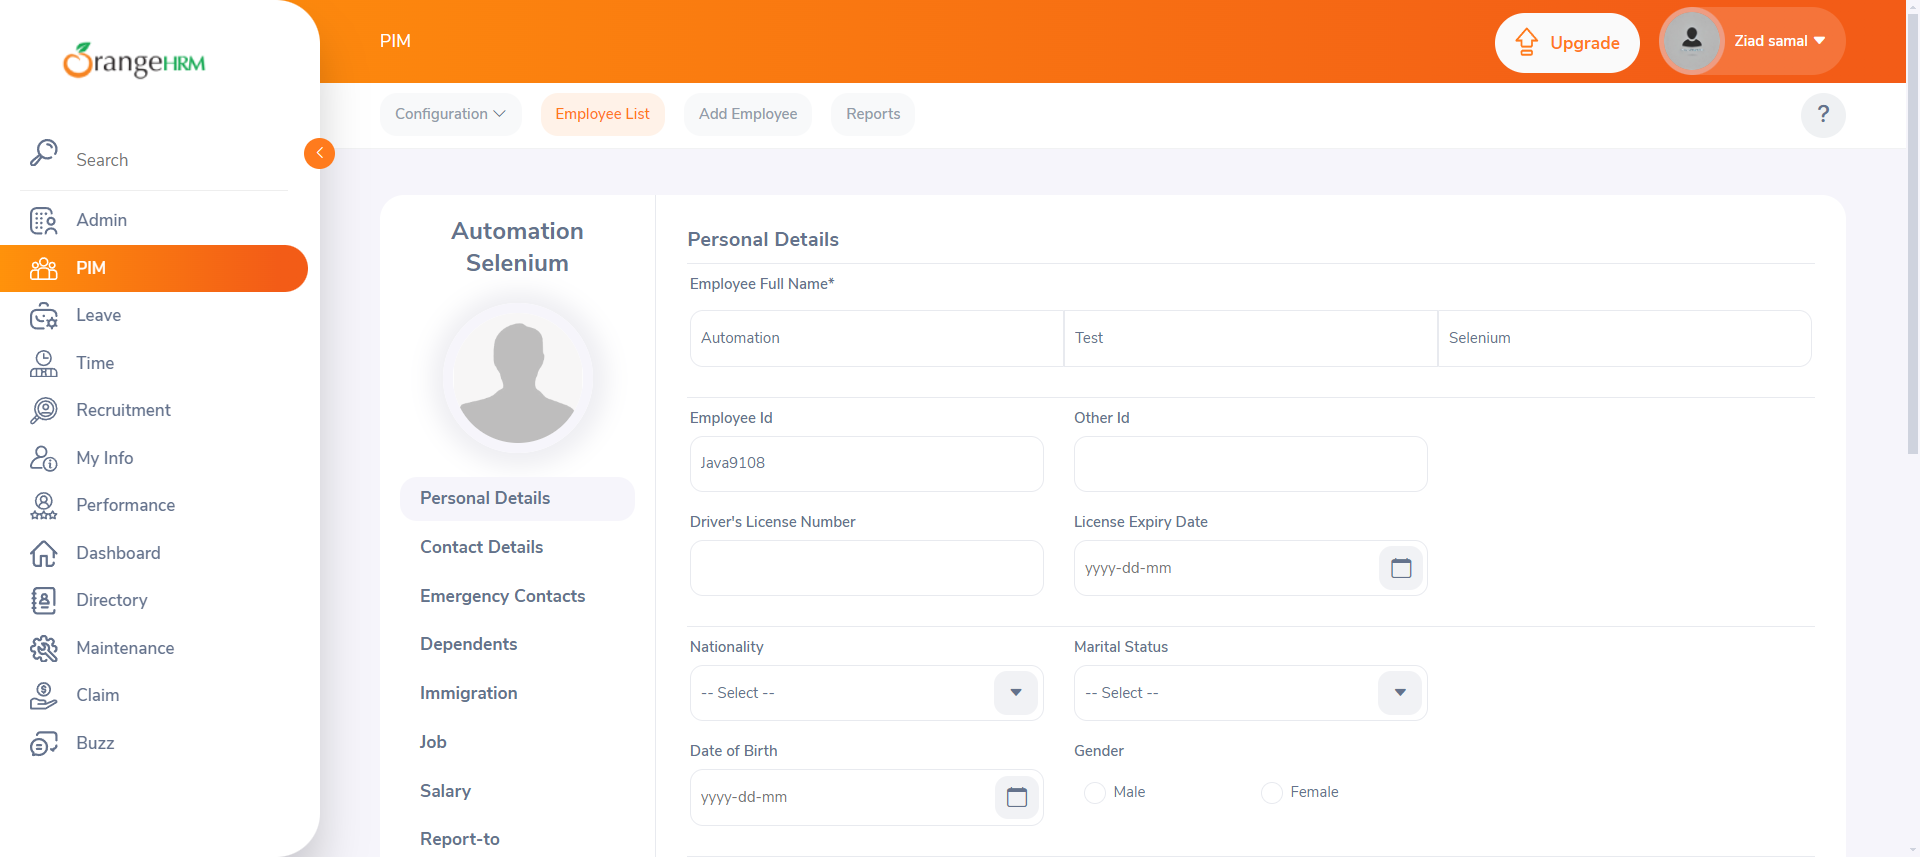 OrangeHRM
PIM
Upgrade
Ziad samal
Configuration
Employee List
Add Employee
Reports
?
Search
Admin
PIM
Leave
Time
Recruitment
My Info
Performance
Dashboard
Directory
Maintenance
Claim
Buzz
Automation
Selenium
Personal Details
Contact Details
Emergency Contacts
Dependents
Immigration
Job
Salary
Report-to
Personal Details
Employee Full Name*
Automation
Test
Selenium
Employee Id
Other Id
Java9108
Driver's License Number
License Expiry Date
yyyy-dd-mm
Nationality
Marital Status
-- Select --
-- Select --
Date of Birth
Gender
yyyy-dd-mm
Male
Female